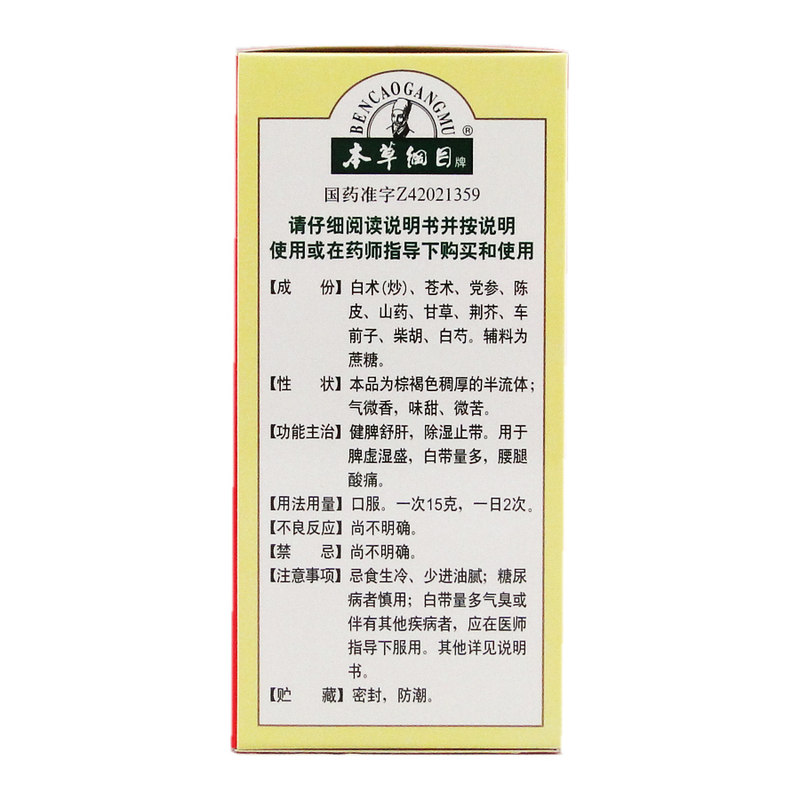 BENCAOGANGMU
®
本草纲目牌
国药准字Z42021359
请仔细阅读说明书并按说明
使用或在药师指导下购买和使用
【成 份】白术(炒)、苍术、党参、陈
皮、山药、甘草、荆芥、车
前子、柴胡、白芍。辅料为
蔗糖。
【性 状】本品为棕褐色稠厚的半流体；
气微香，味甜、微苦。
【功能主治】健脾舒肝，除湿止带。用于
脾虚湿盛，白带量多，腰腿
酸痛。
【用法用量】口服。一次15克，一日2次。
【不良反应】尚不明确。
【禁 忌】尚不明确。
【注意事项】忌食生冷、少进油腻；糖尿
病者慎用；白带量多气臭或
伴有其他疾病者，应在医师
指导下服用。其他详见说明
书。
【贮 藏】密封，防潮。